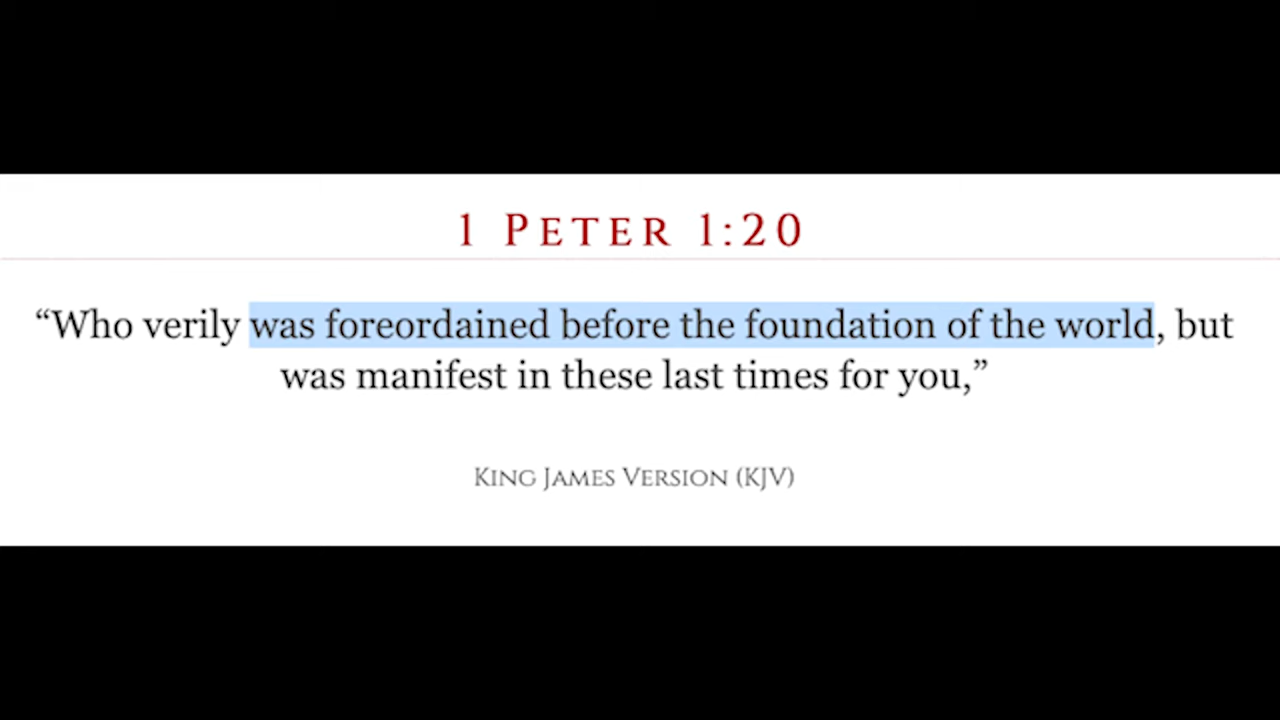 1 PETER 1:20
“Who verily was foreordained before the foundation of the world, but
was manifest in these last times for you,”
KING JAMES VERSION (KJV)